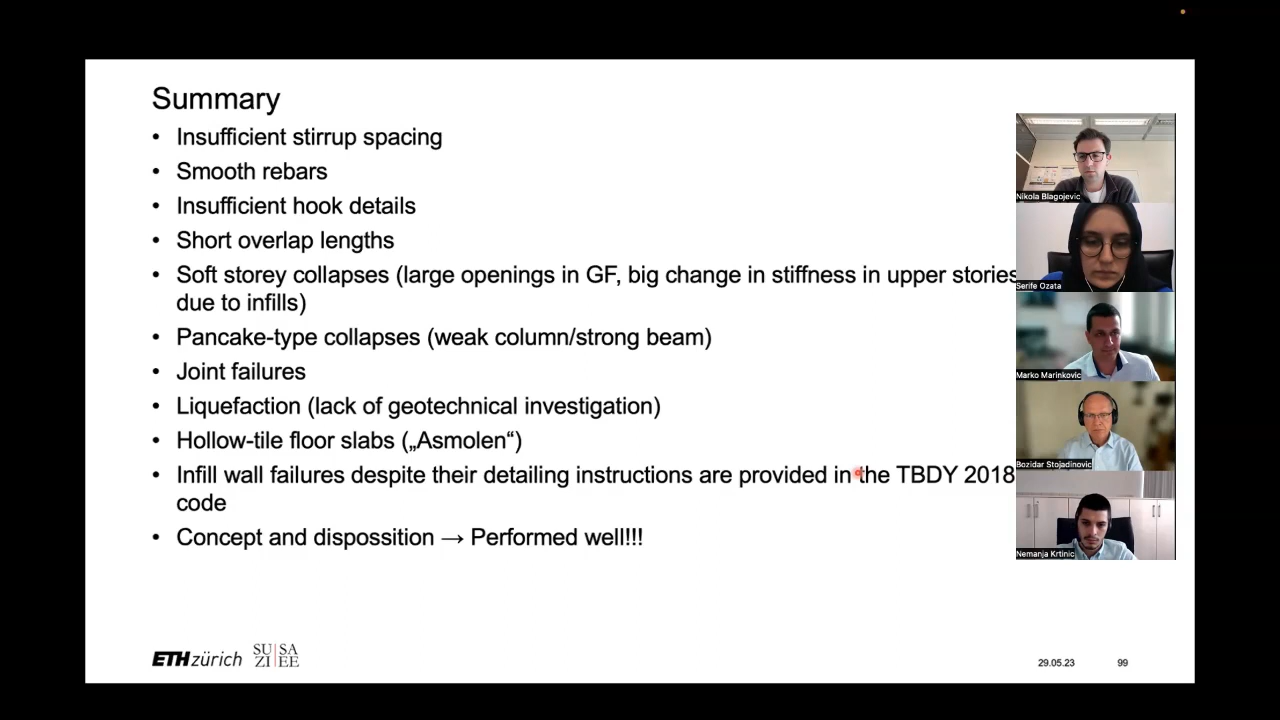 Summary
• Insufficient stirrup spacing
• Smooth rebars
• Insufficient hook details
• Short overlap lengths
• Soft storey collapses (large openings in GF, big change in stiffness in upper stories
due to infills)
• Pancake-type collapses (weak column/strong beam)
• Joint failures
• Liquefaction (lack of geotechnical investigation)
• Hollow-tile floor slabs („Asmolen“)
• Infill wall failures despite their detailing instructions are provided in the TBDY 2018
code
• Concept and dispossition → Performed well!!!
Nikola Blagojevic
Serife Ozata
Marko Marinkovic
Bozidar Stojadinovic
Nemanja Krtinic
ETH zürich
SU|SA
ZI|EE
29.05.23
99